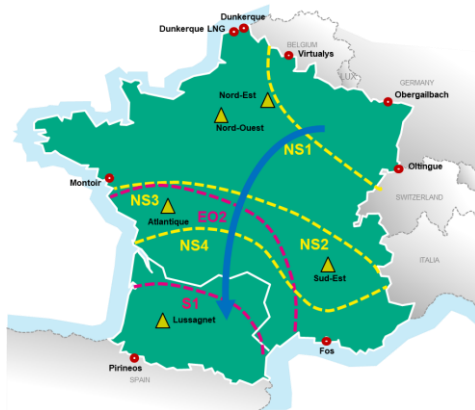 Dunkerque
Dunkerque LNG
BELGIUM
Virtualys
LUX
GERMANY
Nord-Est
Obergailbach
Nord-Ouest
NS1
Oltingue
Montoir
SWITZERLAND
NS3
Atlantique
EO2
NS4
NS2
ITALIA
Sud-Est
S1
Lussagnet
Fos
Pirineos
SPAIN